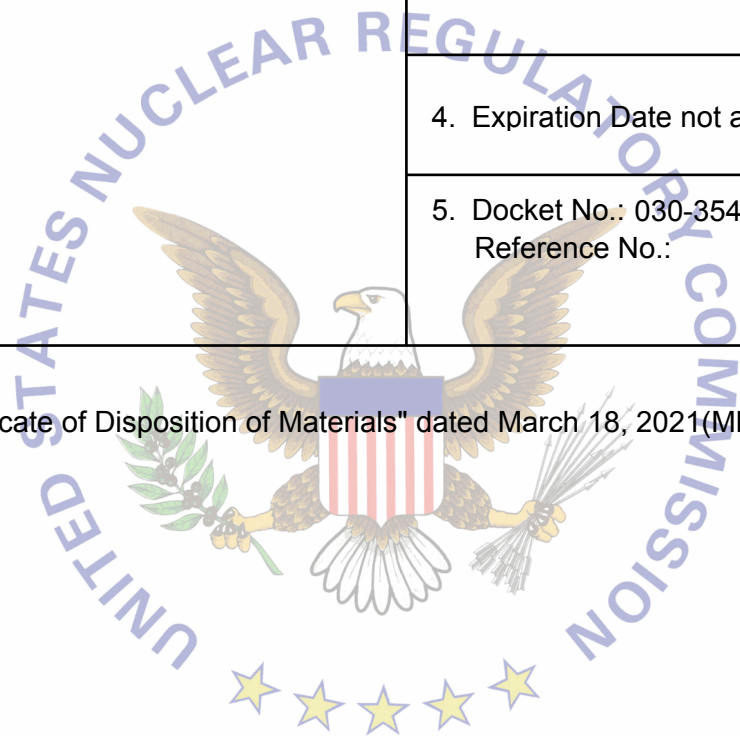 UNITED STATES NUCLEAR REGULATORY COMMISSION
4. Expiration Date not a
5. Docket No.: 030-354
Reference No.:
cate of Disposition of Materials" dated March 18, 2021(M